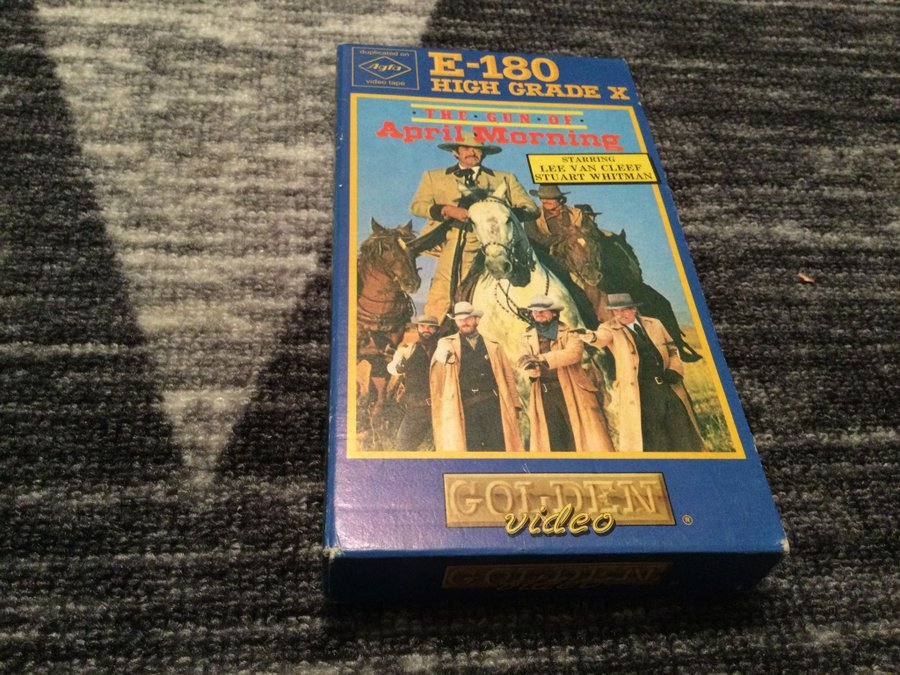 duplicated on
Agfa
video tape
E-180
HIGH GRADE X
· THE · GUN · OF ·
April Morning
STARRING
LEE VAN CLEEF
STUART WHITMAN
GOLDEN
video
®
GOLDEN
video